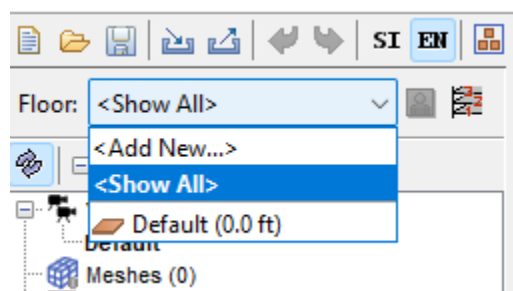 SI EN
Floor: <Show All>
<Add New...>
<Show All>
Default (0.0 ft)
Default
Meshes (0)